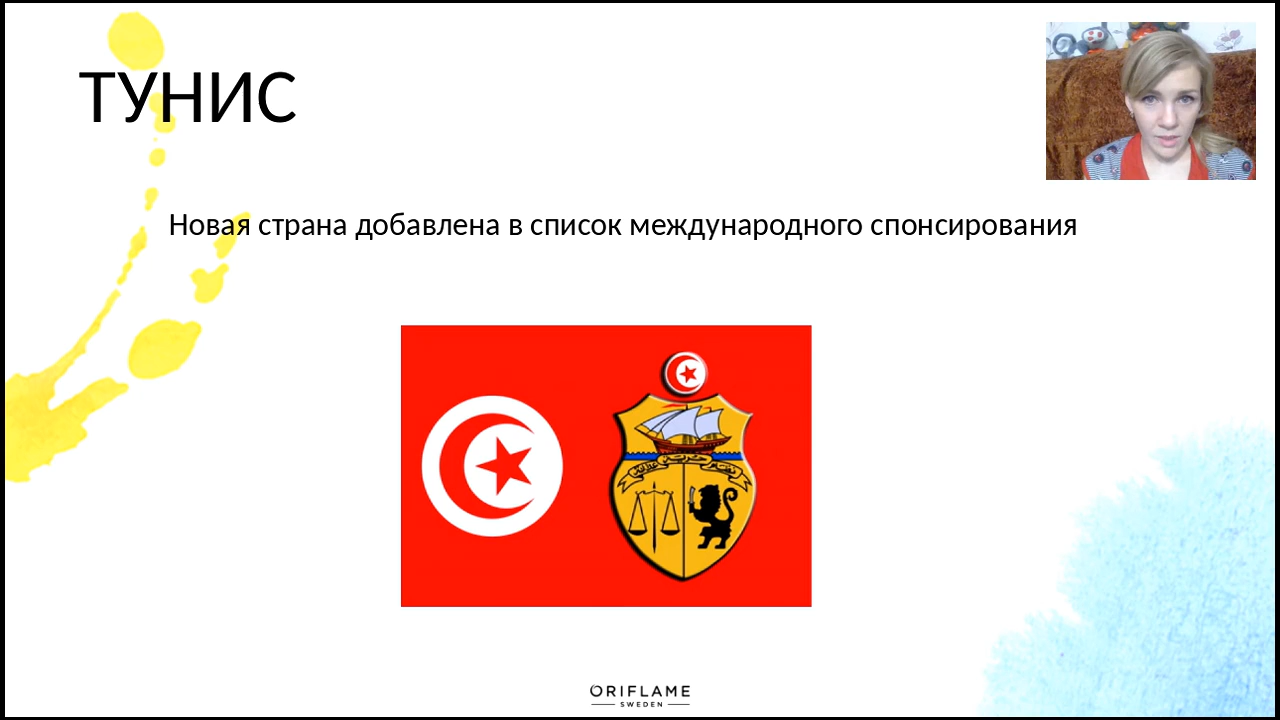 ТУНИС
Новая страна добавлена в список международного спонсирования
ORIFLAME
SWEDEN